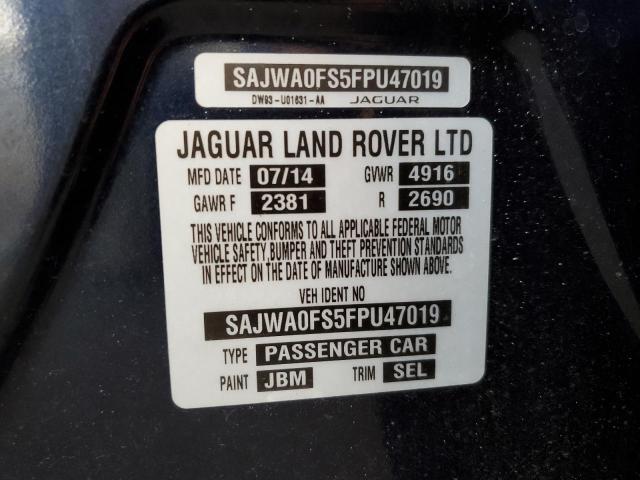 SAJWA0FS5FPU47019
DW93-U01631-AA JAGUAR
JAGUAR LAND ROVER LTD
MFD DATE 07/14 GVWR 4916
GAWR F 2381 R 2690
THIS VEHICLE CONFORMS TO ALL APPLICABLE FEDERAL MOTOR
VEHICLE SAFETY,BUMPER AND THEFT PREVENTION STANDARDS
IN EFFECT ON THE DATE OF MANUFACTURE SHOWN ABOVE.
VEH IDENT NO
SAJWA0FS5FPU47019
TYPE PASSENGER CAR
PAINT JBM TRIM SEL